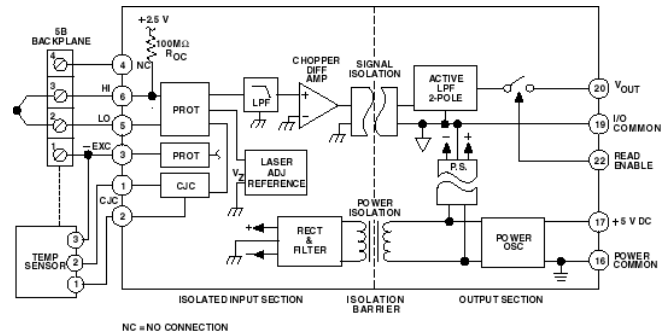 5B
BACKPLANE
4
3
2
1
4
NC
6
HI
5
LO
3
– EXC
1
CJC
2
TEMP
SENSOR
3
2
1
+2.5 V
100MΩ
ROC
PROT
PROT
CJC
LPF
VZ
LASER
ADJ
REFERENCE
CHOPPER
DIFF
AMP
+
–
SIGNAL
ISOLATION
+
–
RECT
&
FILTER
POWER
ISOLATION
ACTIVE
LPF
2-POLE
–
+
P.S.
POWER
OSC
20
VOUT
19
I/O
COMMON
22
READ
ENABLE
17
+ 5 V DC
16
POWER
COMMON
ISOLATED INPUT SECTION
ISOLATION
BARRIER
OUTPUT SECTION
NC = NO CONNECTION